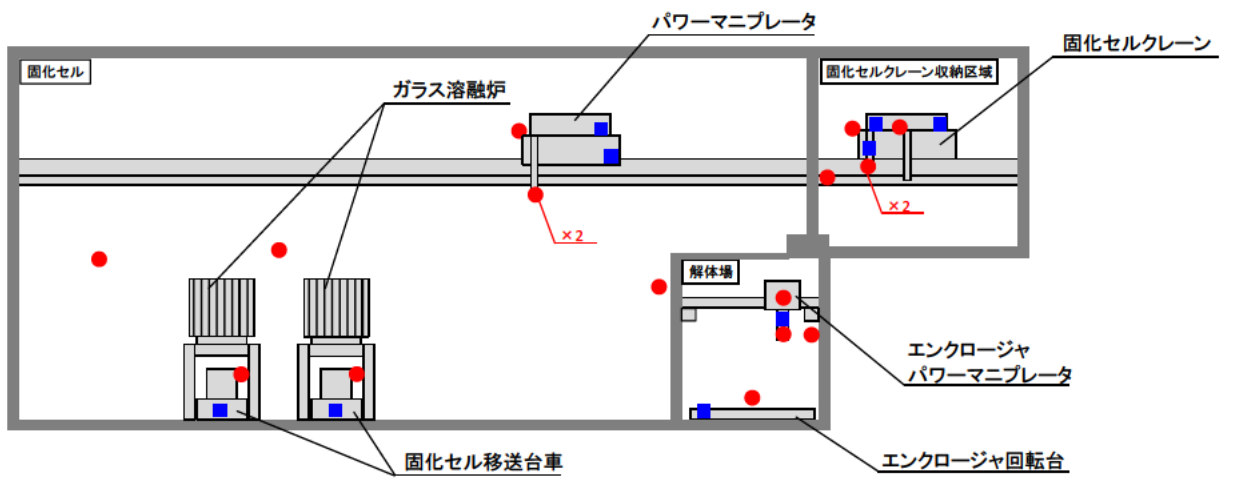 パワーマニプレータ
固化セルクレーン
固化セル
固化セルクレーン収納区域
ガラス溶融炉
×2
×2
解体場
エンクロージャ
パワーマニプレータ
固化セル移送台車
エンクロージャ回転台